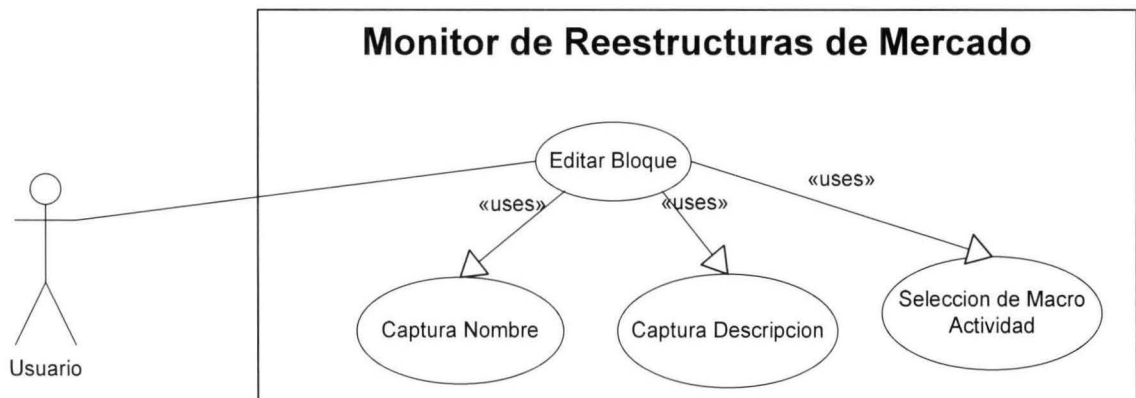 Monitor de Reestructuras de Mercado
Editar Bloque
«uses»
«uses»
«uses»
Captura Nombre
Captura Descripcion
Seleccion de Macro
Actividad
Usuario